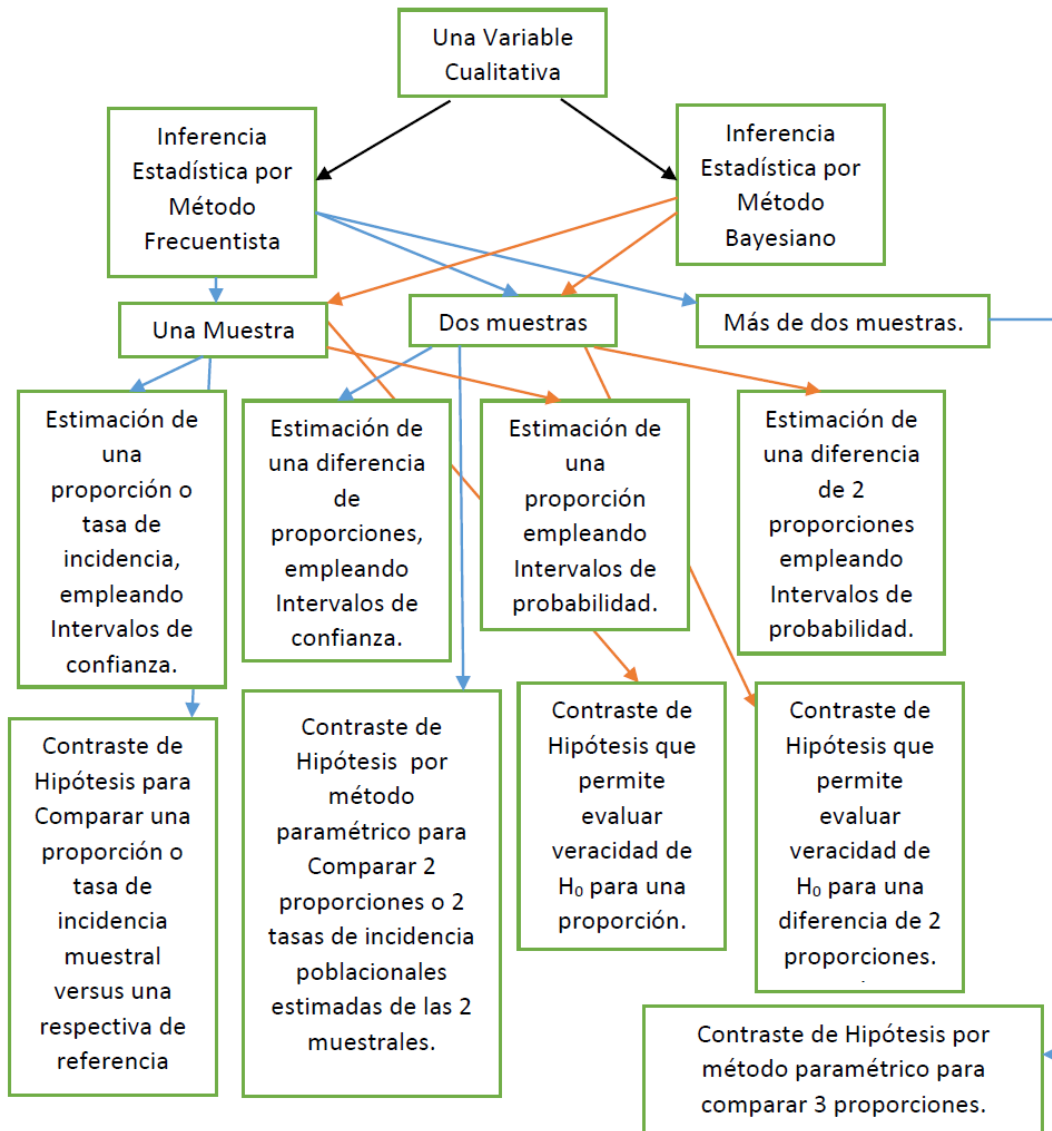 Una Variable
Cualitativa
Inferencia
Estadística por
Método
Frecuentista
Inferencia
Estadística por
Método
Bayesiano
Una Muestra
Dos muestras
Más de dos muestras.
Estimación de
una
proporción o
tasa de
incidencia,
empleando
Intervalos de
confianza.
Estimación de
una diferencia
de
proporciones,
empleando
Intervalos de
confianza.
Estimación de
una
proporción
empleando
Intervalos de
probabilidad.
Estimación de
una diferencia
de 2
proporciones
empleando
Intervalos de
probabilidad.
Contraste de
Hipótesis para
Comparar una
proporción o
tasa de
incidencia
muestral
versus una
respectiva de
referencia
Contraste de
Hipótesis por
método
paramétrico para
Comparar 2
proporciones o 2
tasas de incidencia
poblacionales
estimadas de las 2
muestrales.
Contraste de
Hipótesis que
permite
evaluar
veracidad de
H₀ para una
proporción.
Contraste de
Hipótesis que
permite
evaluar
veracidad de
H₀ para una
diferencia de 2
proporciones.
Contraste de Hipótesis por
método paramétrico para
comparar 3 proporciones.